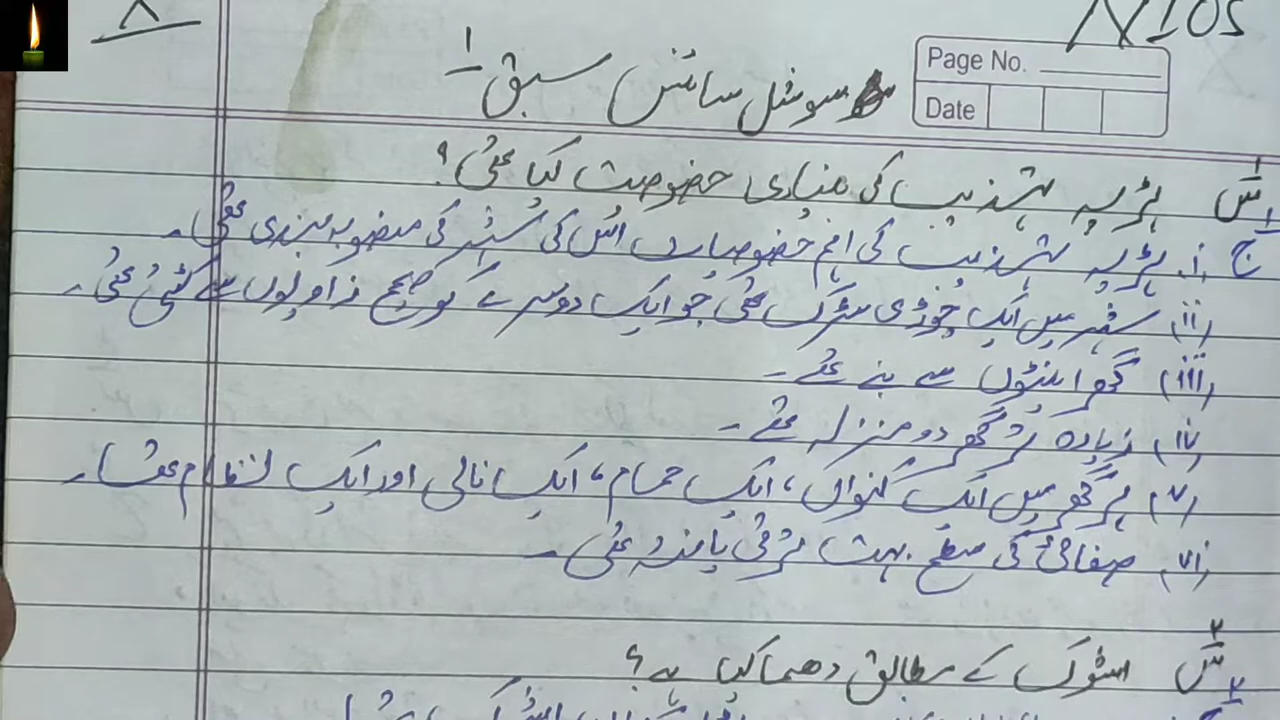 NIOS
Page No.
Date
۸
سوشل سائنس سبق ۱
س۱ ہڑپہ تہذیب کی بنیادی خصوصیت کیا تھی؟
ج۱ i. ہڑپہ تہذیب کی اہم خصوصیات اُس کی شہر کی منصوبہ بندی تھی۔
(ii) شہر میں ایک چوڑی سڑک تھی جو ایک دوسرے کو صحیح زاویوں سے کٹتی تھی۔
(iii) گھر اینٹوں سے بنے تھے۔
(iv) زیادہ تر گھر دو منزلہ تھے۔
(v) ہر گھر میں ایک کنواں، ایک حمام، ایک نالی اور ایک نظام تھا۔
(vi) صفائی کی سطح بہت ترقی یافتہ تھی۔
س۲ اسٹوک کے مطابق دھما کیا ہے؟